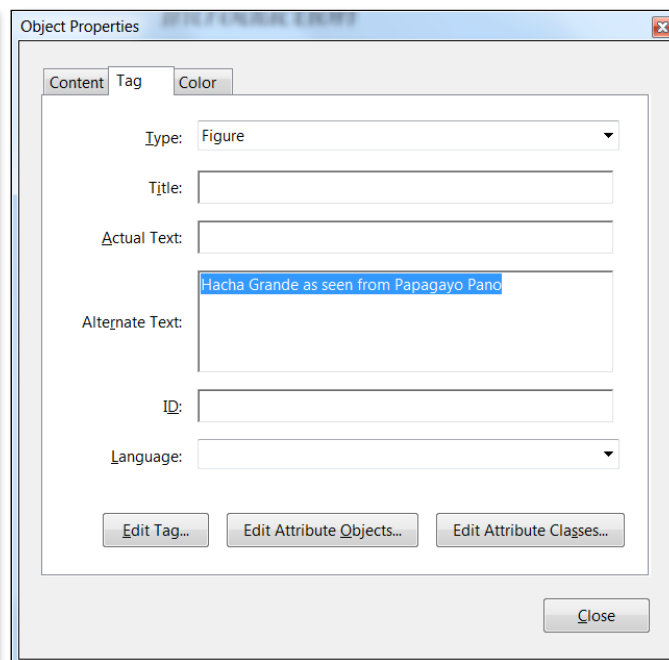 Object Properties
Content Tag Color
Type: Figure
Title:
Actual Text:
Hacha Grande as seen from Papagayo Pano
Alternate Text:
ID:
Language:
Edit Tag... Edit Attribute Objects... Edit Attribute Classes...
Close